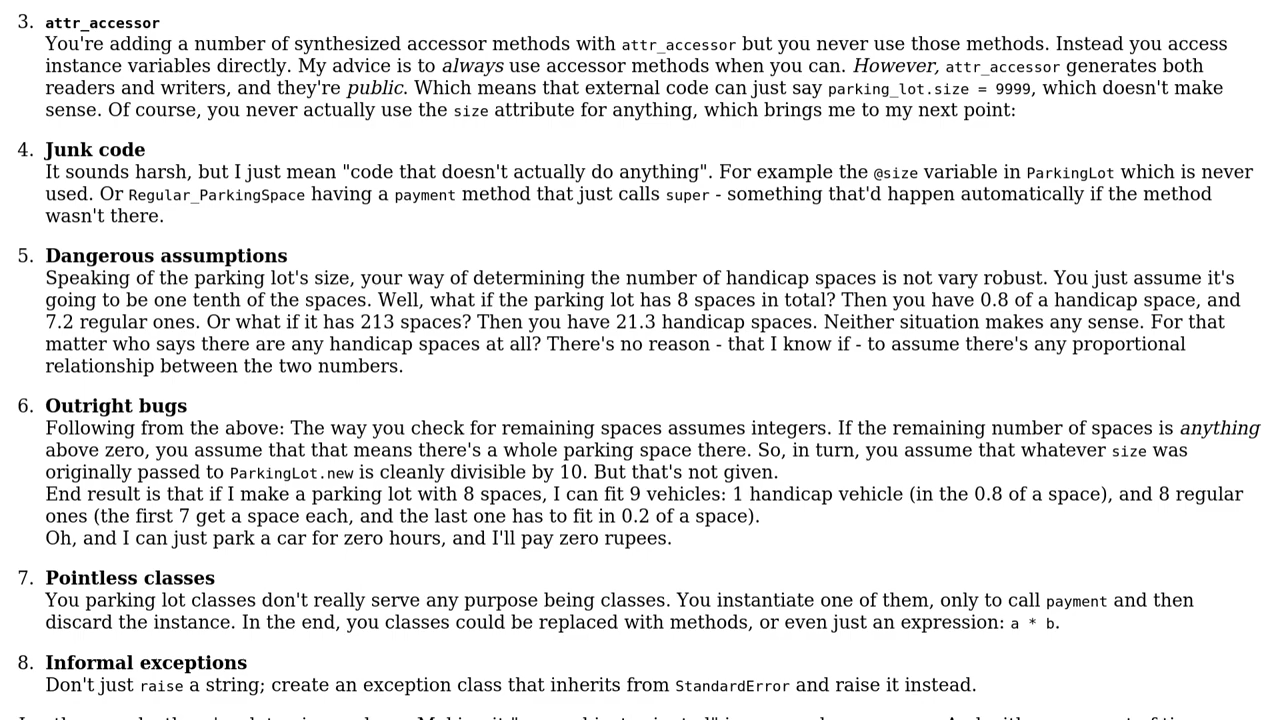 3. attr_accessor
You're adding a number of synthesized accessor methods with attr_accessor but you never use those methods. Instead you access
instance variables directly. My advice is to always use accessor methods when you can. However, attr_accessor generates both
readers and writers, and they're public. Which means that external code can just say parking_lot.size = 9999, which doesn't make
sense. Of course, you never actually use the size attribute for anything, which brings me to my next point:
4. Junk code
It sounds harsh, but I just mean "code that doesn't actually do anything". For example the @size variable in ParkingLot which is never
used. Or Regular_ParkingSpace having a payment method that just calls super - something that'd happen automatically if the method
wasn't there.
5. Dangerous assumptions
Speaking of the parking lot's size, your way of determining the number of handicap spaces is not vary robust. You just assume it's
going to be one tenth of the spaces. Well, what if the parking lot has 8 spaces in total? Then you have 0.8 of a handicap space, and
7.2 regular ones. Or what if it has 213 spaces? Then you have 21.3 handicap spaces. Neither situation makes any sense. For that
matter who says there are any handicap spaces at all? There's no reason - that I know if - to assume there's any proportional
relationship between the two numbers.
6. Outright bugs
Following from the above: The way you check for remaining spaces assumes integers. If the remaining number of spaces is anything
above zero, you assume that that means there's a whole parking space there. So, in turn, you assume that whatever size was
originally passed to ParkingLot.new is cleanly divisible by 10. But that's not given.
End result is that if I make a parking lot with 8 spaces, I can fit 9 vehicles: 1 handicap vehicle (in the 0.8 of a space), and 8 regular
ones (the first 7 get a space each, and the last one has to fit in 0.2 of a space).
Oh, and I can just park a car for zero hours, and I'll pay zero rupees.
7. Pointless classes
You parking lot classes don't really serve any purpose being classes. You instantiate one of them, only to call payment and then
discard the instance. In the end, you classes could be replaced with methods, or even just an expression: a * b.
8. Informal exceptions
Don't just raise a string; create an exception class that inherits from StandardError and raise it instead.